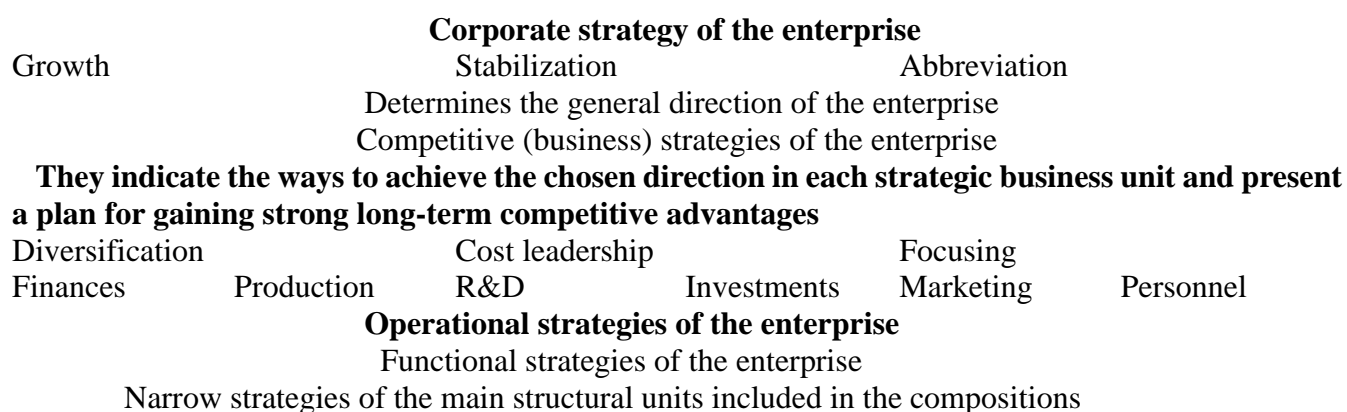 Corporate strategy of the enterprise
Growth Stabilization Abbreviation
Determines the general direction of the enterprise
Competitive (business) strategies of the enterprise
They indicate the ways to achieve the chosen direction in each strategic business unit and present
a plan for gaining strong long-term competitive advantages
Diversification Cost leadership Focusing
Finances Production R&D Investments Marketing Personnel
Operational strategies of the enterprise
Functional strategies of the enterprise
Narrow strategies of the main structural units included in the compositions